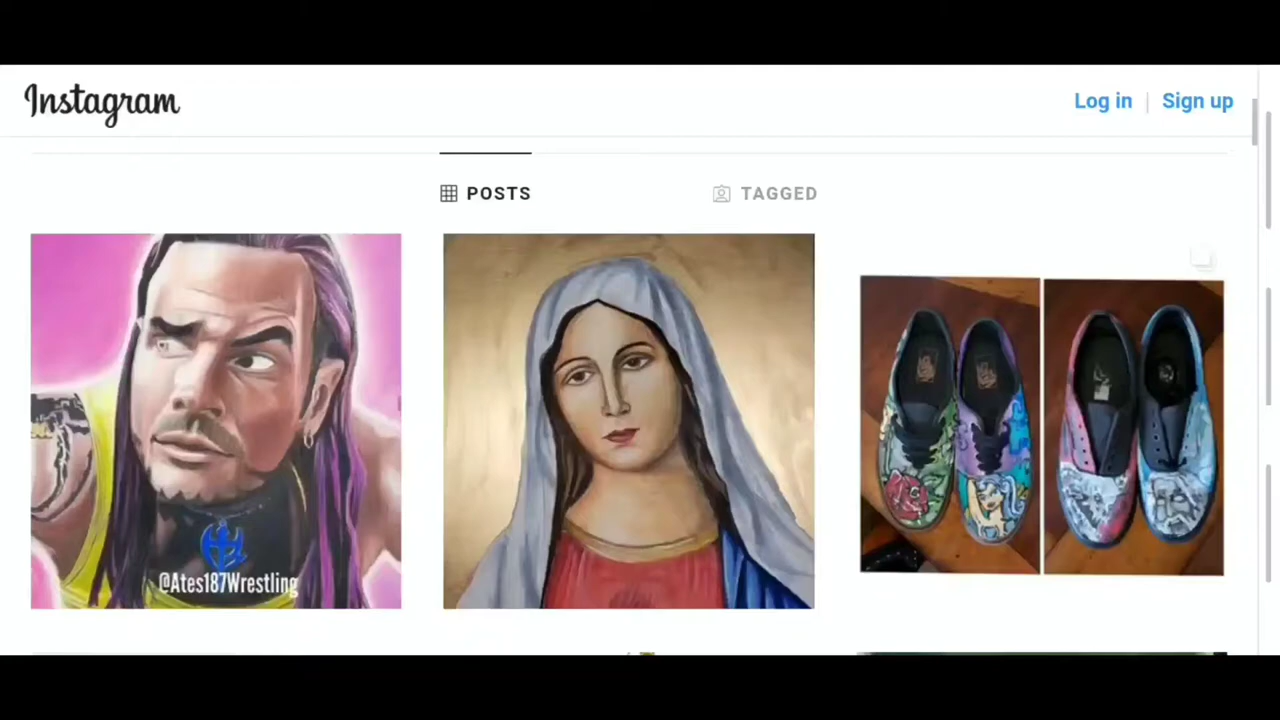 Instagram
Log in | Sign up
POSTS
TAGGED
@Ates187Wrestling